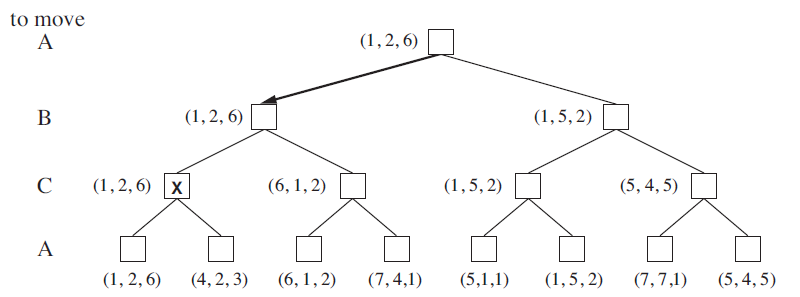 to move
A (1, 2, 6)
B (1, 2, 6) (1, 5, 2)
C (1, 2, 6) X (6, 1, 2) (1, 5, 2) (5, 4, 5)
A
(1, 2, 6) (4, 2, 3) (6, 1, 2) (7, 4,1) (5,1,1) (1, 5, 2) (7, 7,1) (5, 4, 5)